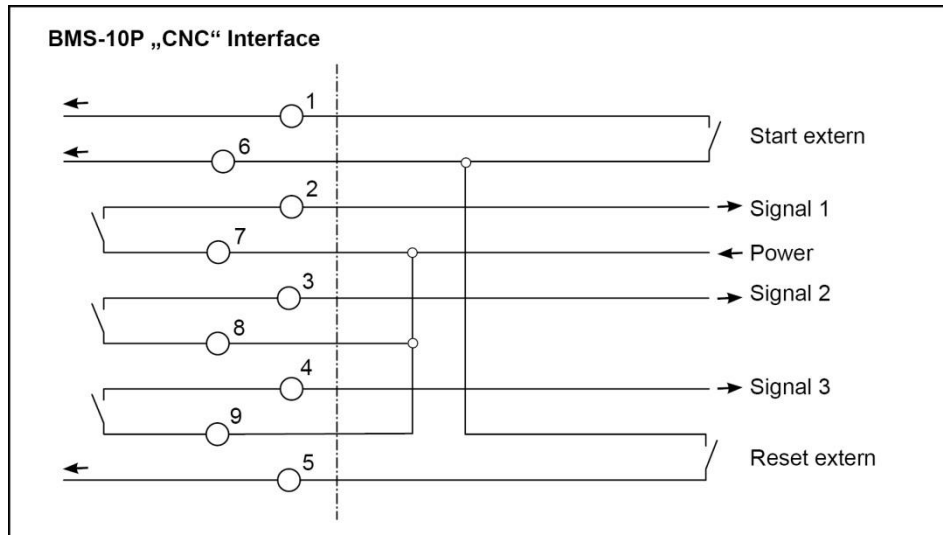 BMS-10P „CNC“ Interface
1
Start extern
6
2
Signal 1
7
Power
3
Signal 2
8
4
Signal 3
9
Reset extern
5